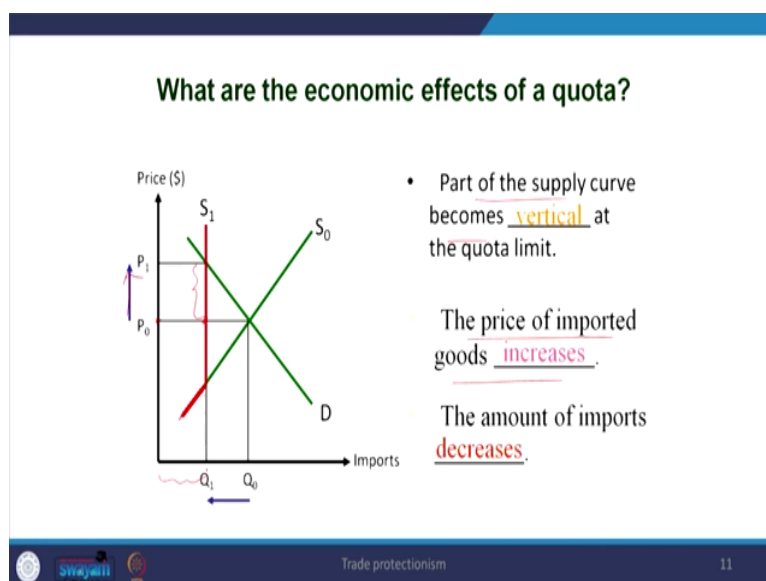 What are the economic effects of a quota?
Price ($)
S₁
S₀
P₁
P₀
D
Imports
Q₁
Q₀
• Part of the supply curve
becomes vertical at
the quota limit.
The price of imported
goods increases.
The amount of imports
decreases.
swayam
Trade protectionism
11